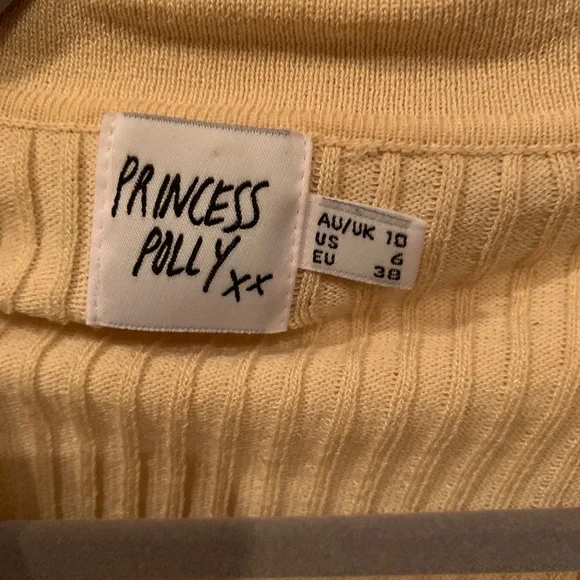 PRINCESS
POLLY xx
AU/UK 10
US 6
EU 38